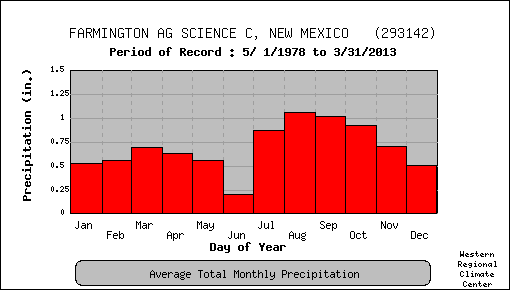 FARMINGTON AG SCIENCE C, NEW MEXICO (293142)
Period of Record : 5/ 1/1978 to 3/31/2013
Precipitation (in.)
1.5
1.25
1
0.75
0.5
0.25
0
Jan Feb Mar Apr May Jun Jul Aug Sep Oct Nov Dec
Day of Year
Average Total Monthly Precipitation
Western
Regional
Climate
Center